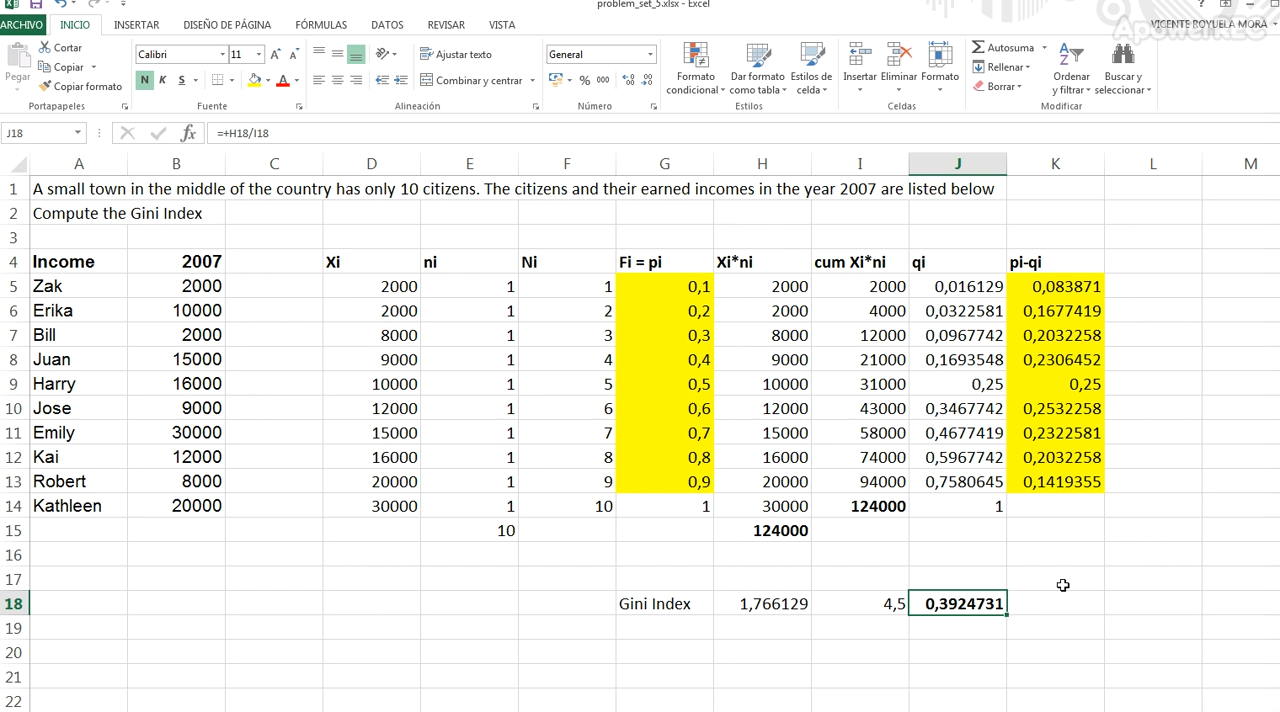 problem_set_5.xlsx - Excel
ARCHIVO INICIO INSERTAR DISEÑO DE PÁGINA FÓRMULAS DATOS REVISAR VISTA VICENTE ROYUELA MORA
ApowerREC
Pegar Cortar Copiar Copiar formato
Calibri 11
N K S
Ajustar texto
Combinar y centrar
General
% 000
Formato condicional Dar formato como tabla Estilos de celda
Insertar Eliminar Formato
Autosuma Rellenar Borrar
Ordenar y filtrar Buscar y seleccionar
Portapapeles Fuente Alineación Número Estilos Celdas Modificar
J18 fx =+H18/I18
A B C D E F G H I J K L M
1 A small town in the middle of the country has only 10 citizens. The citizens and their earned incomes in the year 2007 are listed below
2 Compute the Gini Index
3
4 Income 2007 Xi ni Ni Fi = pi Xi*ni cum Xi*ni qi pi-qi
5 Zak 2000 2000 1 1 0,1 2000 2000 0,016129 0,083871
6 Erika 10000 2000 1 2 0,2 2000 4000 0,0322581 0,1677419
7 Bill 2000 8000 1 3 0,3 8000 12000 0,0967742 0,2032258
8 Juan 15000 9000 1 4 0,4 9000 21000 0,1693548 0,2306452
9 Harry 16000 10000 1 5 0,5 10000 31000 0,25 0,25
10 Jose 9000 12000 1 6 0,6 12000 43000 0,3467742 0,2532258
11 Emily 30000 15000 1 7 0,7 15000 58000 0,4677419 0,2322581
12 Kai 12000 16000 1 8 0,8 16000 74000 0,5967742 0,2032258
13 Robert 8000 20000 1 9 0,9 20000 94000 0,7580645 0,1419355
14 Kathleen 20000 30000 1 10 1 30000 124000 1
15 10 124000
16
17
18 Gini Index 1,766129 4,5 0,3924731
19
20
21
22